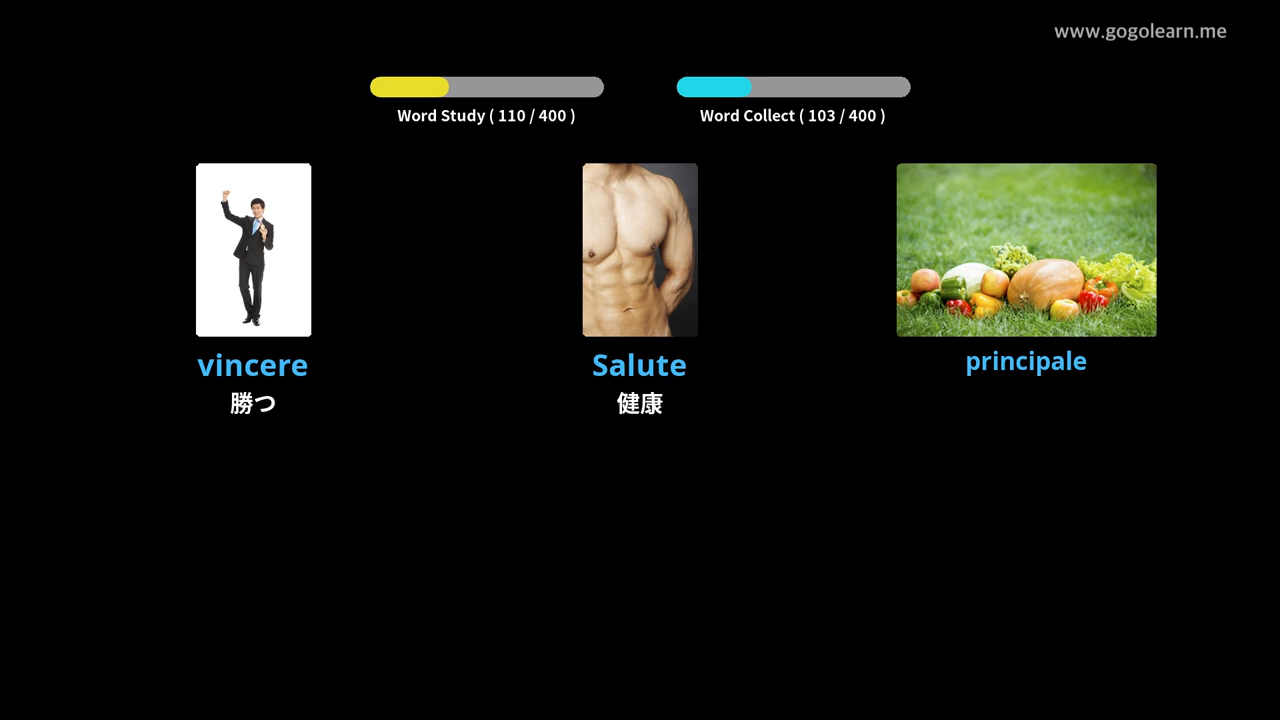 www.gogolearn.me
Word Study ( 110 / 400 )
Word Collect ( 103 / 400 )
vincere
勝つ
Salute
健康
principale